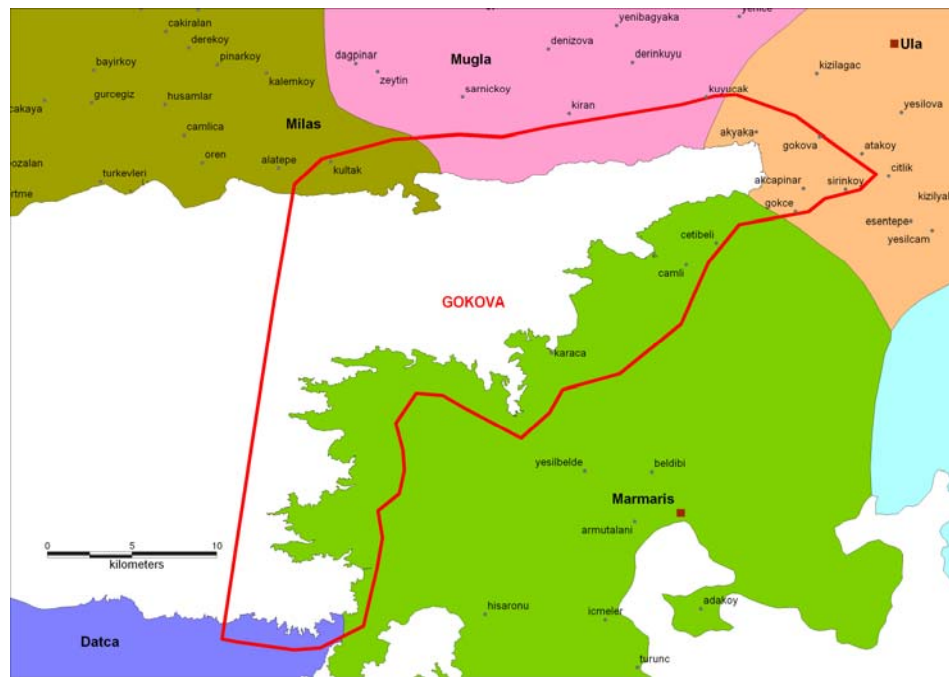 cakiralan
yenibagyaka
yenice
derekoy
denizova
Ula
pinarkoy
dagpinar
Mugla
derinkuyu
bayirkoy
zeytin
kizilagac
kalemkoy
gurcegiz
husamlar
sarnickoy
kuyucak
cakaya
kiran
yesilova
Milas
camlica
akyaka
gokova
atakoy
ozalan
oren
alatepe
kultak
turkevleri
akcapinar
sirinkoy
citlik
rtme
gokce
kizilya
esentepe
yesilcam
cetibeli
camli
GOKOVA
karaca
yesilbelde
beldibi
Marmaris
armutalani
0 5 10
kilometers
hisaronu
icmeler
adakoy
Datca
turunc